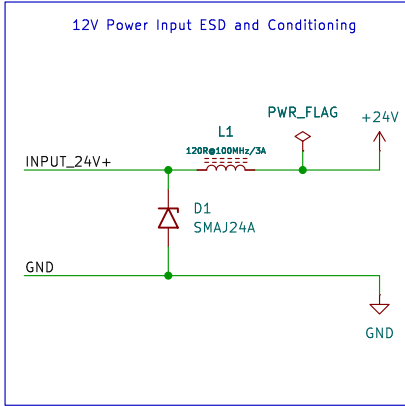 12V Power Input ESD and Conditioning
PWR_FLAG
+24V
L1
120R@100MHz/3A
INPUT_24V+
D1
SMAJ24A
GND
GND